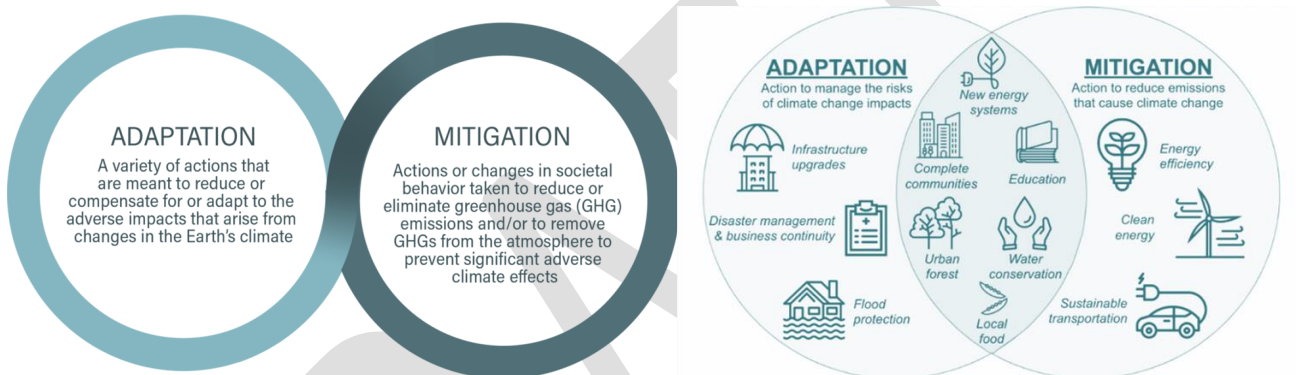 ADAPTATION
A variety of actions that
are meant to reduce or
compensate for or adapt to the
adverse impacts that arise from
changes in the Earth's climate
MITIGATION
Actions or changes in societal
behavior taken to reduce or
eliminate greenhouse gas (GHG)
emissions and/or to remove
GHGs from the atmosphere to
prevent significant adverse
climate effects
ADAPTATION
Action to manage the risks
of climate change impacts
Infrastructure
upgrades
Disaster management
& business continuity
Flood
protection
New energy
systems
Complete
communities
Education
Urban
forest
Water
conservation
Local
food
MITIGATION
Action to reduce emissions
that cause climate change
Energy
efficiency
Clean
energy
Sustainable
transportation